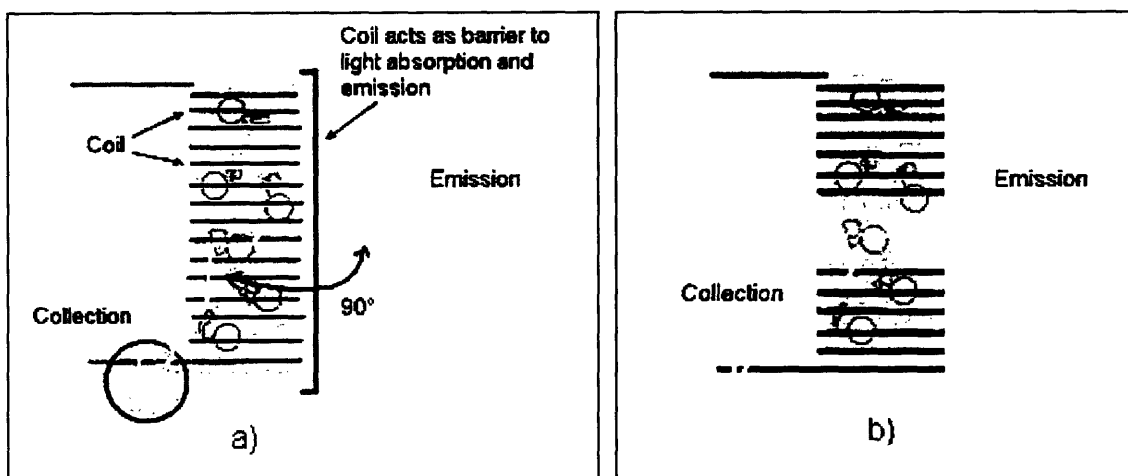 Coil acts as barrier to
light absorption and
emission
Coil
Emission
Collection
90°
a)
Emission
Collection
b)